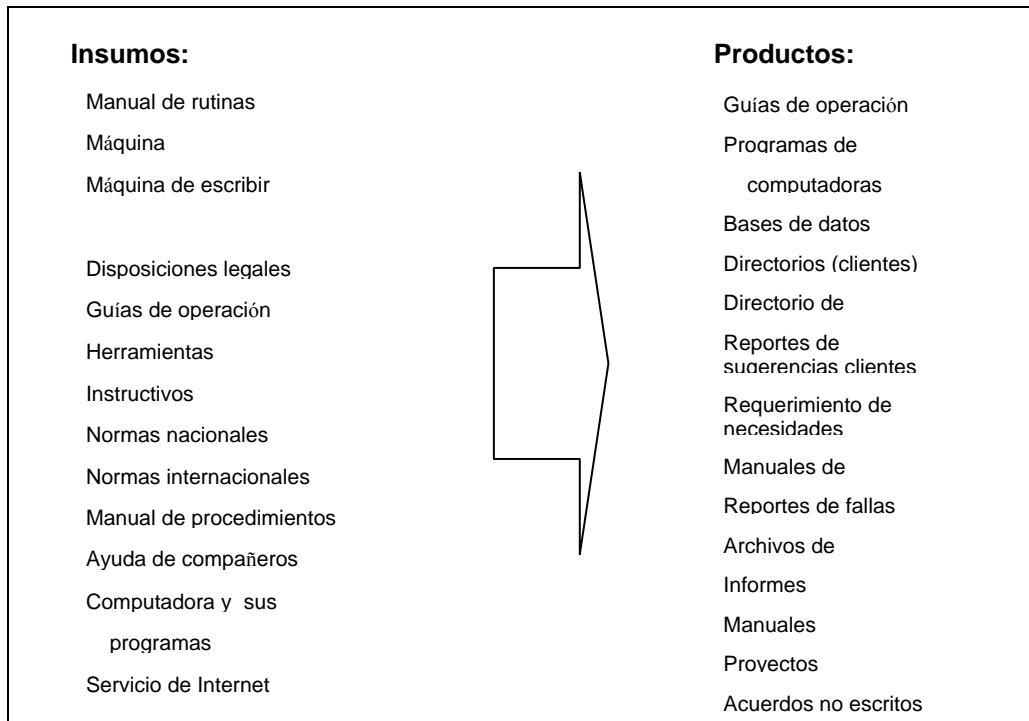 Insumos:
Manual de rutinas
Máquina
Máquina de escribir
Disposiciones legales
Guías de operación
Herramientas
Instructivos
Normas nacionales
Normas internacionales
Manual de procedimientos
Ayuda de compañeros
Computadora y sus
programas
Servicio de Internet
Productos:
Guías de operación
Programas de
computadoras
Bases de datos
Directorios (clientes)
Directorio de
Reportes de
sugerencias clientes
Requerimiento de
necesidades
Manuales de
Reportes de fallas
Archivos de
Informes
Manuales
Proyectos
Acuerdos no escritos